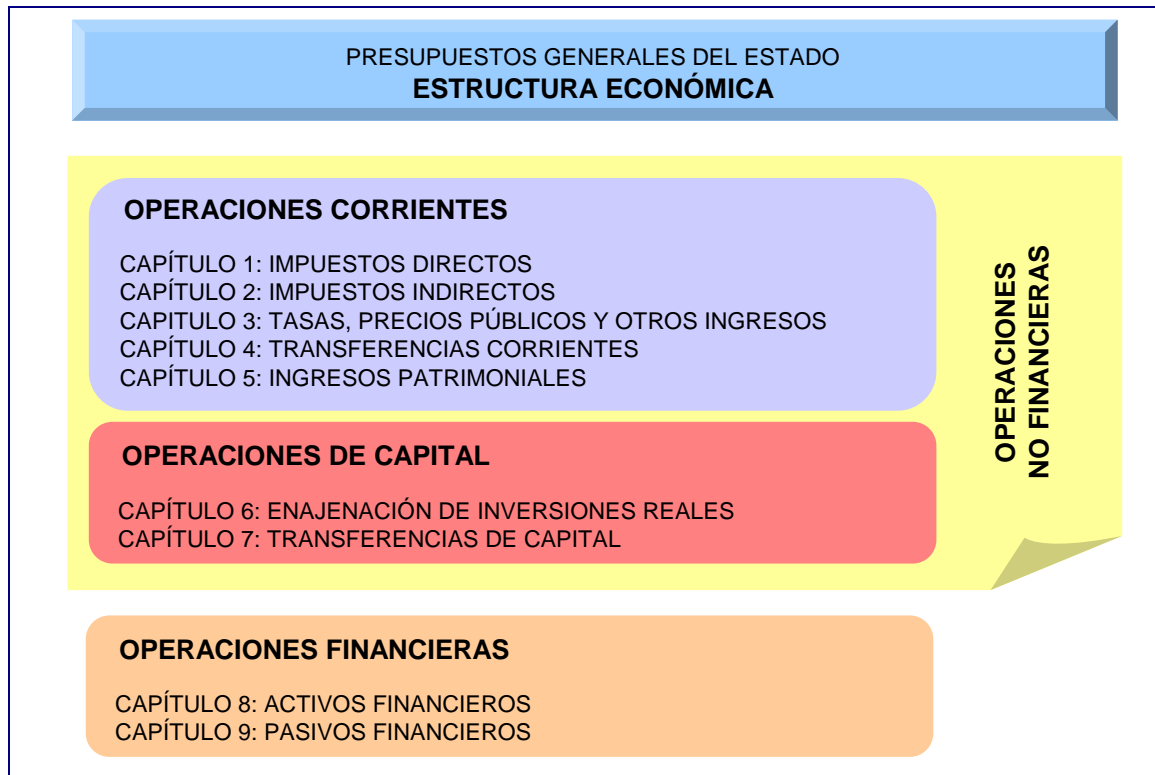 PRESUPUESTOS GENERALES DEL ESTADO
ESTRUCTURA ECONÓMICA
OPERACIONES CORRIENTES
CAPÍTULO 1: IMPUESTOS DIRECTOS
CAPÍTULO 2: IMPUESTOS INDIRECTOS
CAPITULO 3: TASAS, PRECIOS PÚBLICOS Y OTROS INGRESOS
CAPÍTULO 4: TRANSFERENCIAS CORRIENTES
CAPÍTULO 5: INGRESOS PATRIMONIALES
OPERACIONES DE CAPITAL
CAPÍTULO 6: ENAJENACIÓN DE INVERSIONES REALES
CAPÍTULO 7: TRANSFERENCIAS DE CAPITAL
OPERACIONES
NO FINANCIERAS
OPERACIONES FINANCIERAS
CAPÍTULO 8: ACTIVOS FINANCIEROS
CAPÍTULO 9: PASIVOS FINANCIEROS